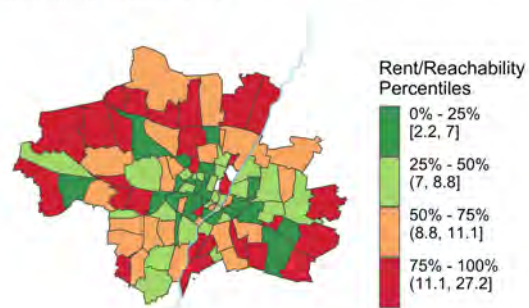 Rent/Reachability
Percentiles
0% - 25%
[2.2, 7]
25% - 50%
(7, 8.8]
50% - 75%
(8.8, 11.1]
75% - 100%
(11.1, 27.2]